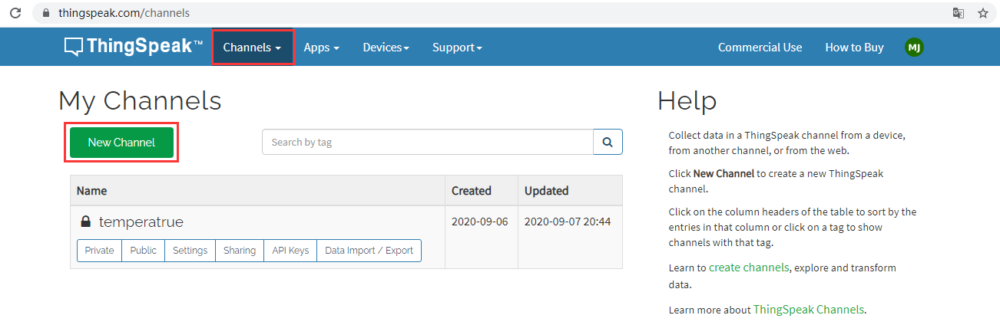 thingspeak.com/channels
ThingSpeak™ Channels Apps Devices Support Commercial Use How to Buy MJ
My Channels
New Channel
Search by tag
Name Created Updated
temperatrue 2020-09-06 2020-09-07 20:44
Private Public Settings Sharing API Keys Data Import / Export
Help
Collect data in a ThingSpeak channel from a device,
from another channel, or from the web.
Click New Channel to create a new ThingSpeak
channel.
Click on the column headers of the table to sort by the
entries in that column or click on a tag to show
channels with that tag.
Learn to create channels, explore and transform
data.
Learn more about ThingSpeak Channels.